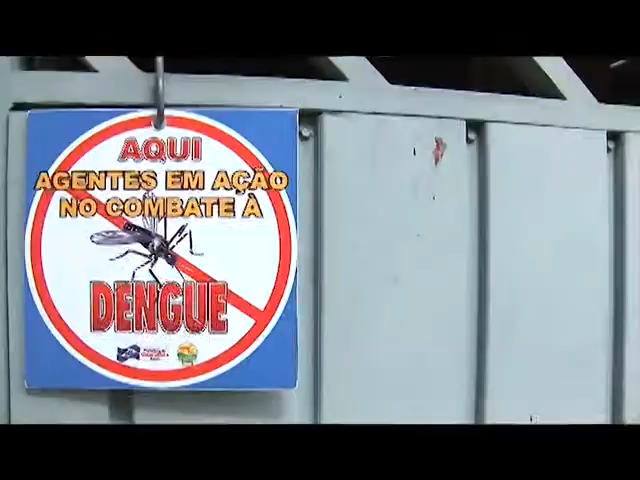 AQUI
AGENTES EM AÇÃO
NO COMBATE À
DENGUE